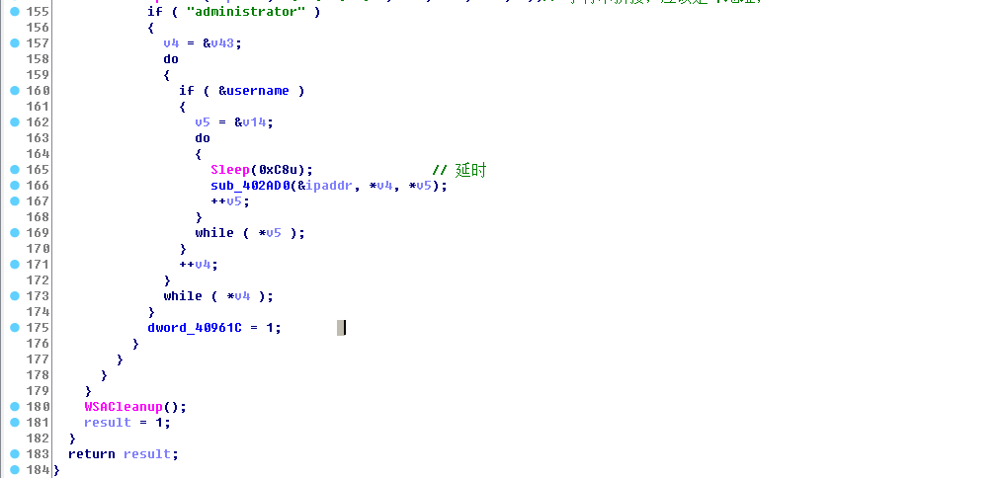 155 if ( "administrator" )
156 {
157 v4 = &v43;
158 do
159 {
160 if ( &username )
161 {
162 v5 = &v14;
163 do
164 {
165 Sleep(0xC8u); // 延时
166 sub_402AD0(&ipaddr, *v4, *v5);
167 ++v5;
168 }
169 while ( *v5 );
170 }
171 ++v4;
172 }
173 while ( *v4 );
174 }
175 dword_40961C = 1;
176 }
177 }
178 }
179 }
180 WSACleanup();
181 result = 1;
182 }
183 return result;
184 }